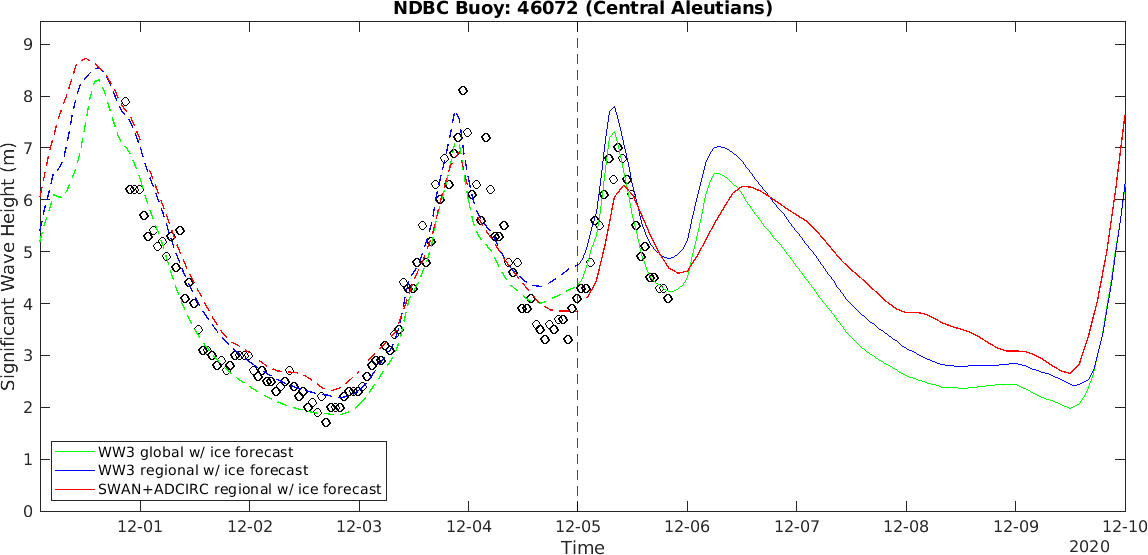 NDBC Buoy: 46072 (Central Aleutians)
9
8
7
6
5
4
3
2
1
0
Significant Wave Height (m)
WW3 global w/ ice forecast
WW3 regional w/ ice forecast
SWAN+ADCIRC regional w/ ice forecast
12-01 12-02 12-03 12-04 12-05 12-06 12-07 12-08 12-09 12-10
Time
2020